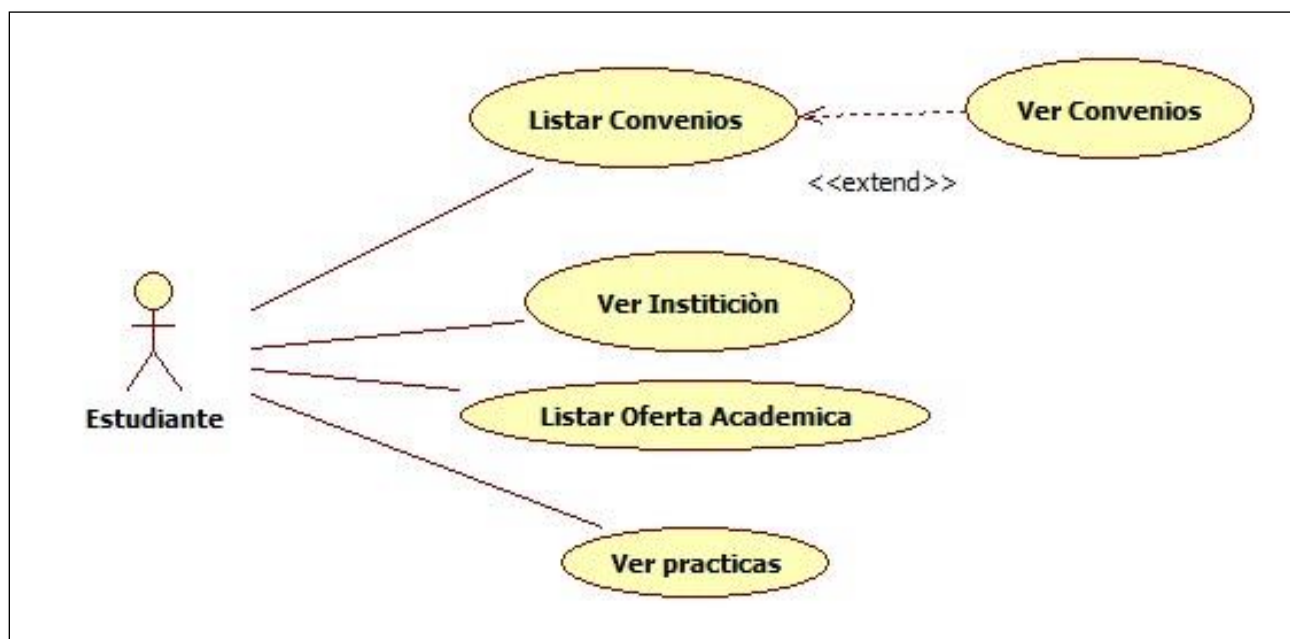 Listar Convenios
Ver Convenios
<<extend>>
Ver Institiciòn
Estudiante
Listar Oferta Academica
Ver practicas